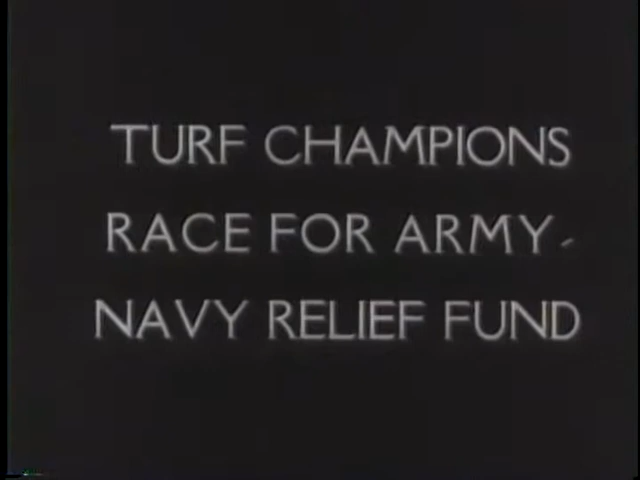 TURF CHAMPIONS
RACE FOR ARMY-
NAVY RELIEF FUND